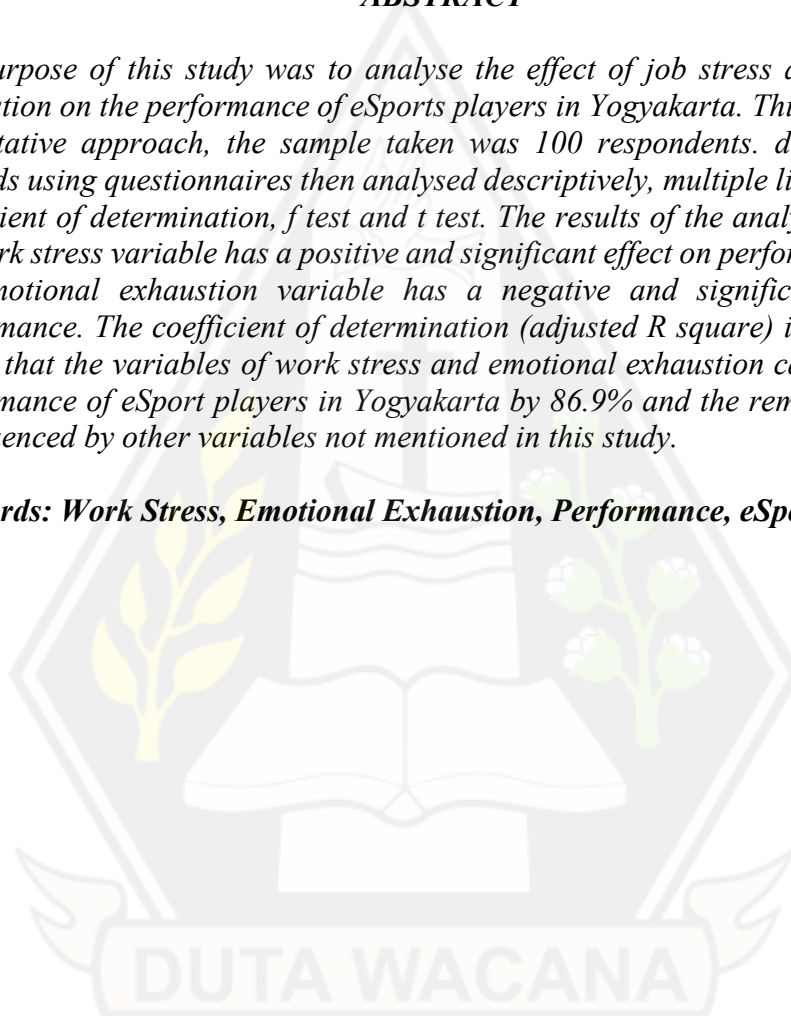 ABSTRACT
urpose of this study was to analyse the effect of job stress a
tion on the performance of eSports players in Yogyakarta. Thi
tative approach, the sample taken was 100 respondents. d
ds using questionnaires then analysed descriptively, multiple li
ient of determination, f test and t test. The results of the analy
rk stress variable has a positive and significant effect on perfor
motional exhaustion variable has a negative and signific
mance. The coefficient of determination (adjusted R square) i
that the variables of work stress and emotional exhaustion c
mance of eSport players in Yogyakarta by 86.9% and the rem
uenced by other variables not mentioned in this study.
rds: Work Stress, Emotional Exhaustion, Performance, eSp
DUTA WACANA